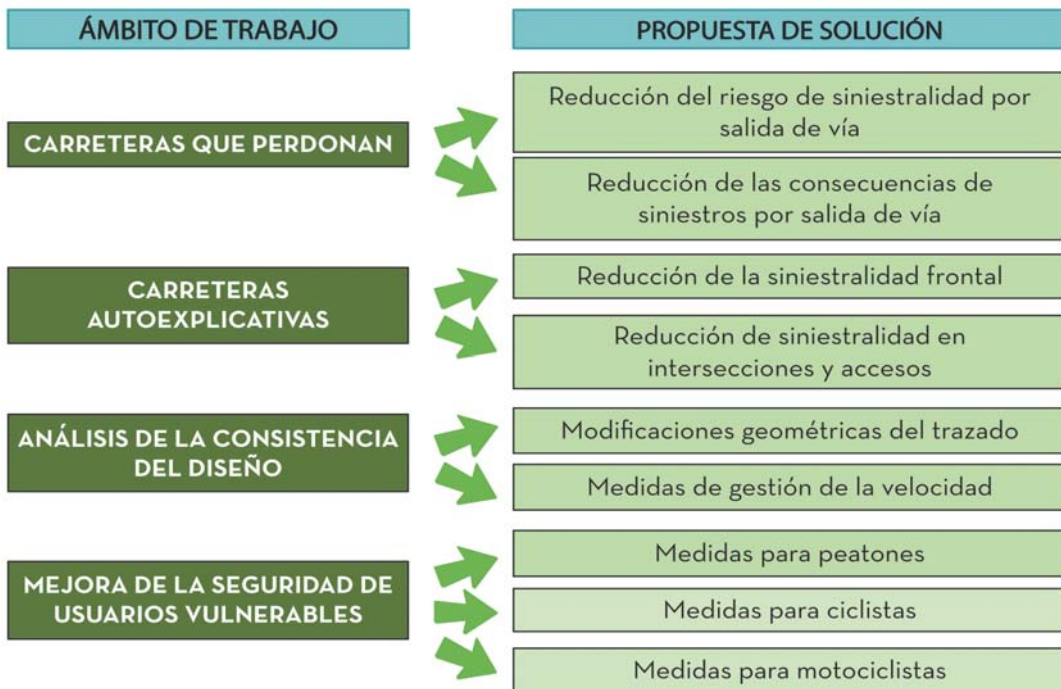 ÁMBITO DE TRABAJO
PROPUESTA DE SOLUCIÓN
CARRETERAS QUE PERDONAN
Reducción del riesgo de siniestralidad por
salida de vía
Reducción de las consecuencias de
siniestros por salida de vía
CARRETERAS
AUTOEXPLICATIVAS
Reducción de la siniestralidad frontal
Reducción de siniestralidad en
intersecciones y accesos
ANÁLISIS DE LA CONSISTENCIA
DEL DISEÑO
Modificaciones geométricas del trazado
Medidas de gestión de la velocidad
MEJORA DE LA SEGURIDAD DE
USUARIOS VULNERABLES
Medidas para peatones
Medidas para ciclistas
Medidas para motociclistas